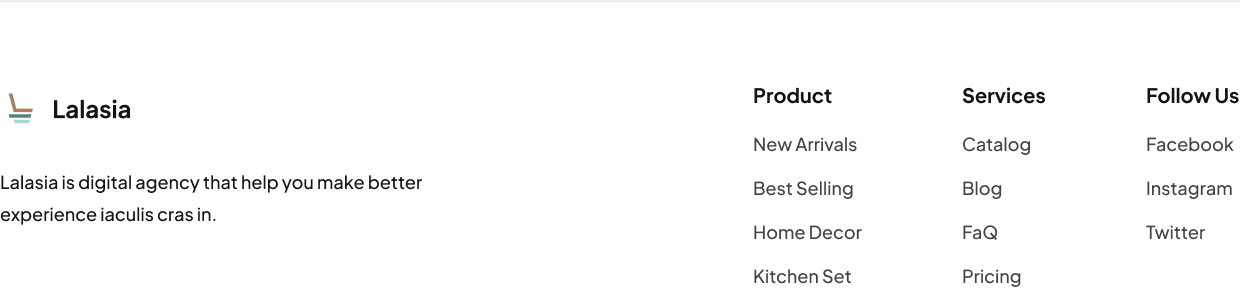 Lalasia
Lalasia is digital agency that help you make better
experience iaculis cras in.
Product
New Arrivals
Best Selling
Home Decor
Kitchen Set
Services
Catalog
Blog
FaQ
Pricing
Follow Us
Facebook
Instagram
Twitter